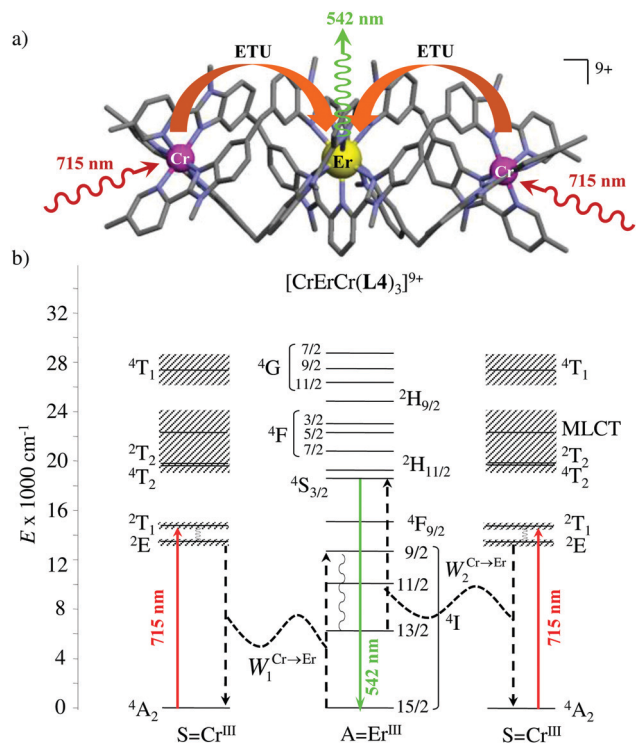 a)
542 nm
ETU
ETU
9+
Cr
Er
Cr
715 nm
715 nm
b)
[CrErCr(L4)₃]⁹⁺
E x 1000 cm⁻¹
32
28
24
20
16
12
8
4
0
⁴T₁
²T₂
⁴T₂
²T₁
²E
⁴A₂
715 nm
S=Crᴵᴵᴵ
W₁ Cr→Er
⁴G
7/2
9/2
11/2
²H₉/₂
⁴F
3/2
5/2
7/2
²H₁₁/₂
⁴S₃/₂
⁴F₉/₂
9/2
11/2
13/2
15/2
⁴I
542 nm
A=Erᴵᴵᴵ
W₂ Cr→Er
⁴T₁
MLCT
²T₂
⁴T₂
²T₁
²E
715 nm
⁴A₂
S=Crᴵᴵᴵ